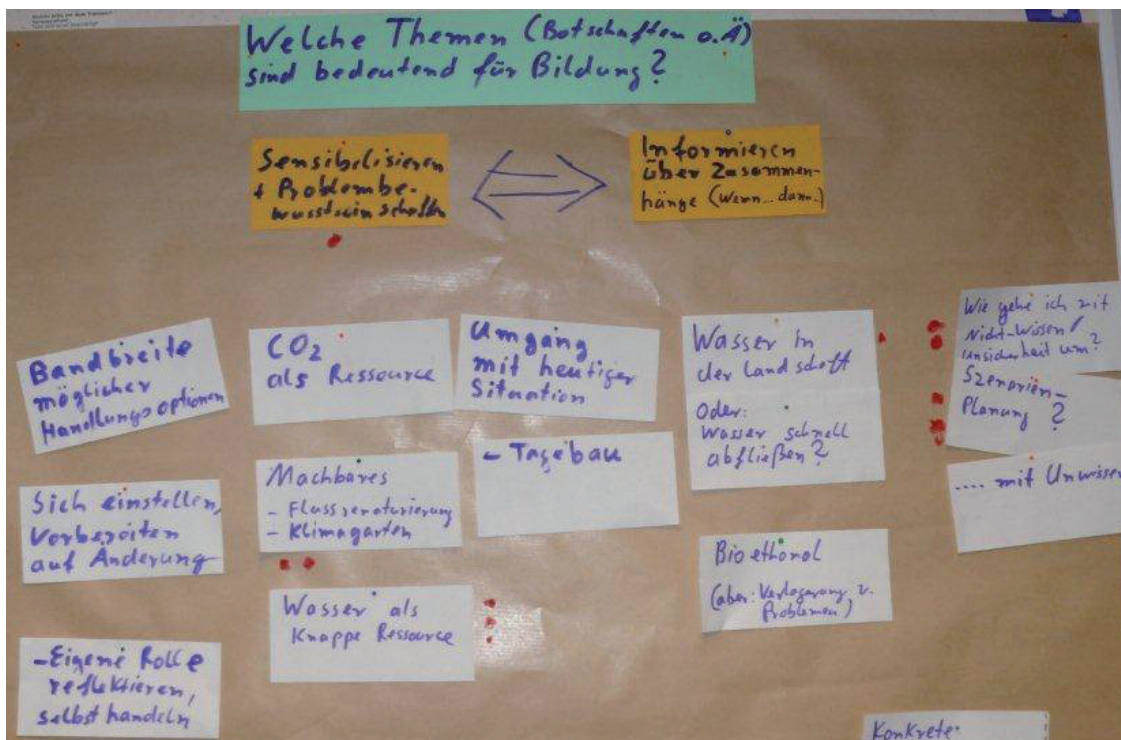 Welche Themen (Botschaften o.Ä)
sind bedeutend für Bildung?
Sensibilisieren
+ Problembe-
wusstsein schaffen
Informieren
über Zusammen-
hänge (Wenn... dann..)
Bandbreite
möglicher
Handlungsoptionen
Sich einstellen,
Vorbereiten
auf Änderung
- Eigene Rolle
reflektieren,
selbst handeln
CO2
als Ressource
Machbares
- Flussrenaturierung
- Klimagarten
Wasser als
Knappe Ressource
Umgang
mit heutiger
Situation
- Tagebau
Wasser in
der Landschaft
Oder:
Wasser schnell
abfließen?
Bioethanol
(aber: Verlagerung v.
Problemen)
Wie gehe ich mit
Nicht-Wissen/
Unsicherheit um?
Szenarien-
Planung ?
.... mit Unwissen
Konkrete